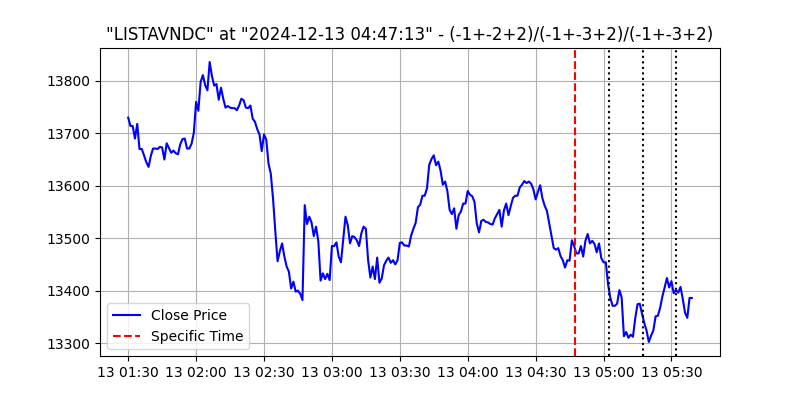 "LISTAVNDC" at "2024-12-13 04:47:13" - (-1+-2+2)/(-1+-3+2)/(-1+-3+2)
13800
13700
13600
13500
13400
13300
Close Price
Specific Time
13 01:30 13 02:00 13 02:30 13 03:00 13 03:30 13 04:00 13 04:30 13 05:00 13 05:30